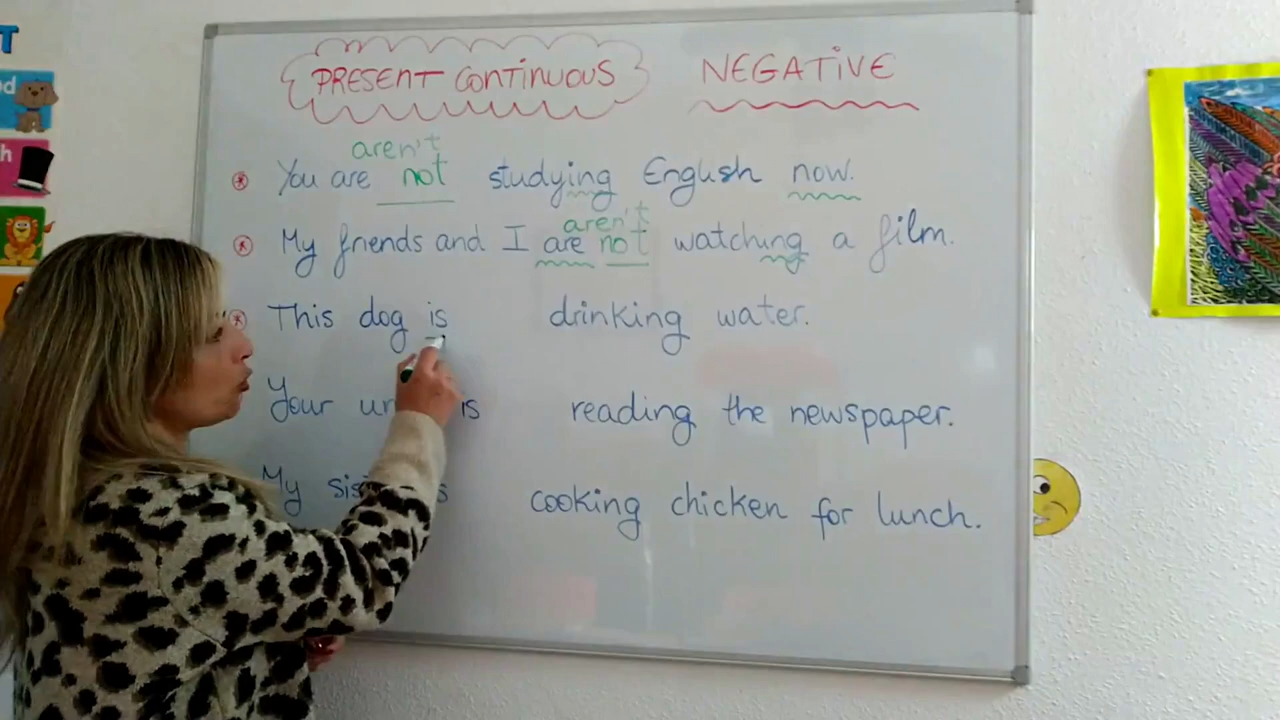 PRESENT CONTINUOUS NEGATIVE
aren't
You are not studying English now.
aren't
My friends and I are not watching a film.
This dog is drinking water.
Your is reading the newspaper.
My cooking chicken for lunch.